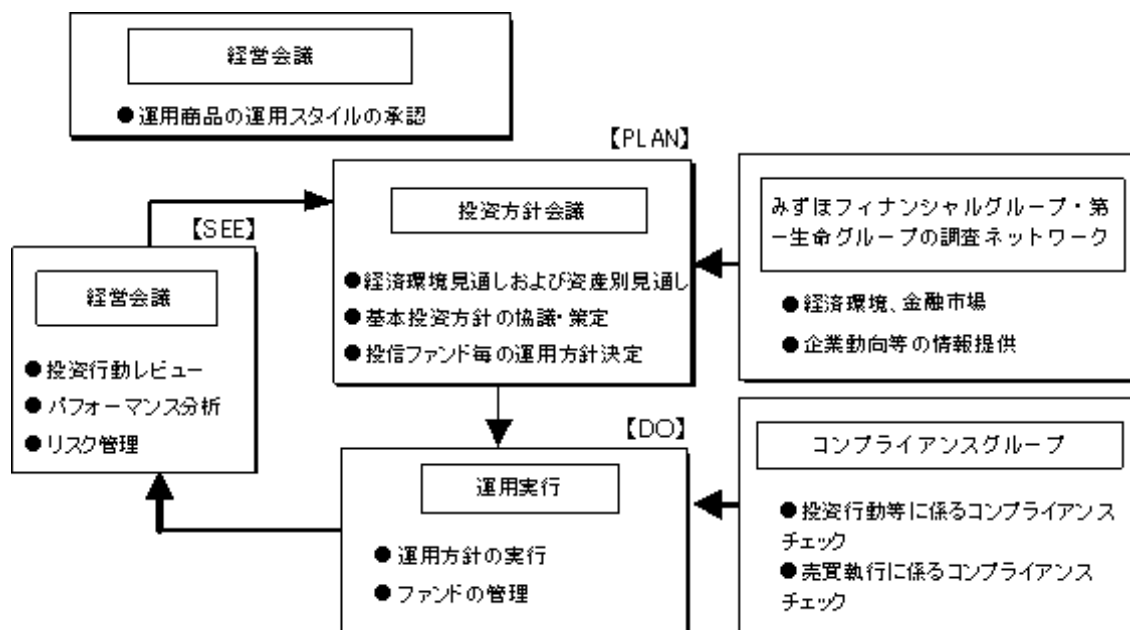 経営会議
●運用商品の運用スタイルの承認
【PLAN】
投資方針会議
●経済環境見通しおよび資産別見通し
●基本投資方針の協議・策定
●投信ファンド毎の運用方針決定
みずほフィナンシャルグループ・第
一生命グループの調査ネットワーク
●経済環境、金融市場
●企業動向等の情報提供
【SEE】
経営会議
●投資行動レビュー
●パフォーマンス分析
●リスク管理
【DO】
運用実行
●運用方針の実行
●ファンドの管理
コンプライアンスグループ
●投資行動等に係るコンプライアンス
チェック
●売買執行に係るコンプライアンス
チェック